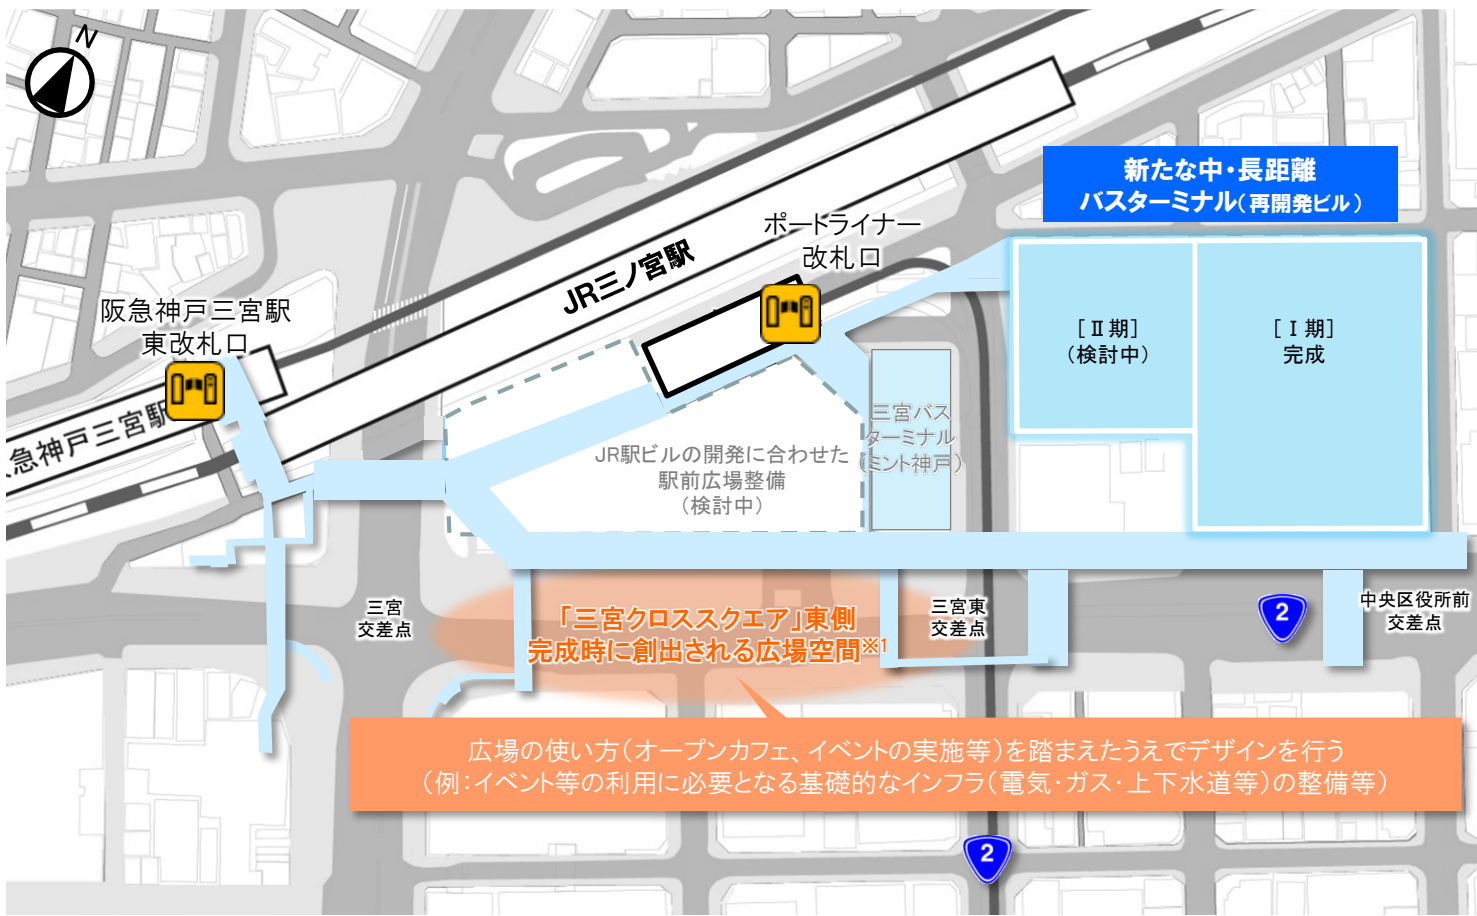 N
新たな中・長距離
バスターミナル(再開発ビル)
ポートライナー
改札口
JR三ノ宮駅
阪急神戸三宮駅
東改札口
[Ⅱ期]
(検討中)
[Ⅰ期]
完成
急神戸三宮駅
三宮バス
ターミナル
(ミント神戸)
JR駅ビルの開発に合わせた
駅前広場整備
(検討中)
三宮
交差点
「三宮クロススクエア」東側
完成時に創出される広場空間※1
三宮東
交差点
2
中央区役所前
交差点
広場の使い方(オープンカフェ、イベントの実施等)を踏まえたうえでデザインを行う
(例:イベント等の利用に必要となる基礎的なインフラ(電気・ガス・上下水道等)の整備等)
2